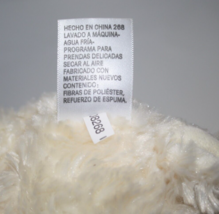 HECHO EN CHINA 268
LAVADO A MÁQUINA-
AGUA FRÍA-
PROGRAMA PARA
PRENDAS DELICADAS
SECAR AL AIRE
FABRICADO CON
MATERIALES NUEVOS
CONTENIDO:
FIBRAS DE POLIÉSTER,
REFUERZO DE ESPUMA.
8268